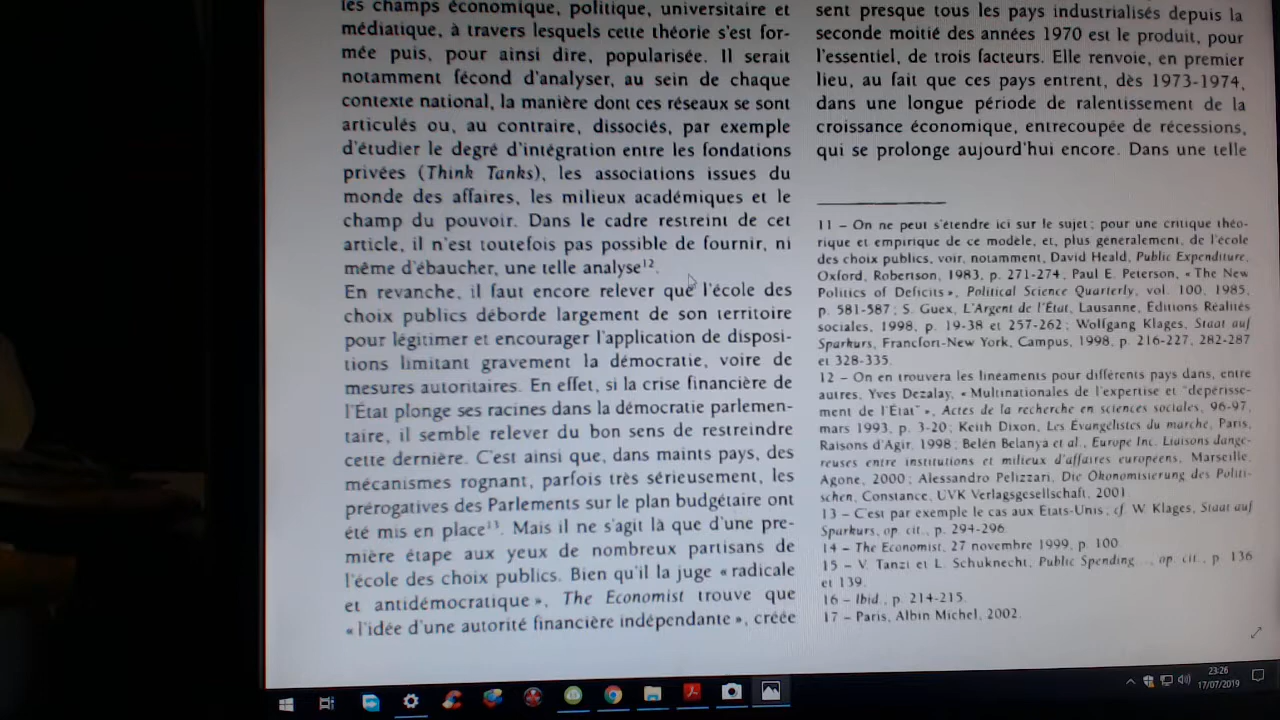 les champs économique, politique, universitaire et
médiatique, à travers lesquels cette théorie s'est for-
mée puis, pour ainsi dire, popularisée. Il serait
notamment fécond d'analyser, au sein de chaque
contexte national, la manière dont ces réseaux se sont
articulés ou, au contraire, dissociés, par exemple
d'étudier le degré d'intégration entre les fondations
privées (Think Tanks), les associations issues du
monde des affaires, les milieux académiques et le
champ du pouvoir. Dans le cadre restreint de cet
article, il n'est toutefois pas possible de fournir, ni
même d'ébaucher, une telle analyse12.
En revanche, il faut encore relever que l'école des
choix publics déborde largement de son territoire
pour légitimer et encourager l'application de disposi-
tions limitant gravement la démocratie, voire de
mesures autoritaires. En effet, si la crise financière de
l'État plonge ses racines dans la démocratie parlemen-
taire, il semble relever du bon sens de restreindre
cette dernière. C'est ainsi que, dans maints pays, des
mécanismes rognant, parfois très sérieusement, les
prérogatives des Parlements sur le plan budgétaire ont
été mis en place13. Mais il ne s'agit là que d'une pre-
mière étape aux yeux de nombreux partisans de
l'école des choix publics. Bien qu'il la juge « radicale
et antidémocratique », The Economist trouve que
« l'idée d'une autorité financière indépendante », créée
sent presque tous les pays industrialisés depuis la
seconde moitié des années 1970 est le produit, pour
l'essentiel, de trois facteurs. Elle renvoie, en premier
lieu, au fait que ces pays entrent, dès 1973-1974,
dans une longue période de ralentissement de la
croissance économique, entrecoupée de récessions,
qui se prolonge aujourd'hui encore. Dans une telle
11 – On ne peut s'étendre ici sur le sujet ; pour une critique théo-
rique et empirique de ce modèle, et, plus généralement, de l'école
des choix publics, voir, notamment, David Heald, Public Expenditure,
Oxford, Robertson, 1983, p. 271-274, Paul E. Peterson, « The New
Politics of Deficits », Political Science Quarterly, vol. 100, 1985,
p. 581-587 ; S. Guex, L'Argent de l'État, Lausanne, Éditions Réalités
sociales, 1998, p. 19-38 et 257-262 ; Wolfgang Klages, Staat auf
Sparkurs, Francfort-New York, Campus, 1998, p. 216-227, 282-287
et 328-335.
12 – On en trouvera les linéaments pour différents pays dans, entre
autres, Yves Dezalay, « Multinationales de l'expertise et "dépérisse-
ment de l'État" », Actes de la recherche en sciences sociales, 96-97,
mars 1993, p. 3-20 ; Keith Dixon, Les Évangélistes du marché, Paris,
Raisons d'Agir, 1998 ; Belén Belanya et al., Europe Inc. Liaisons dange-
reuses entre institutions et milieux d'affaires européens, Marseille,
Agone, 2000 ; Alessandro Pelizzari, Die Ökonomisierung des Politi-
schen, Constance, UVK Verlagsgesellschaft, 2001
13 – C'est par exemple le cas aux États-Unis ; cf. W. Klages, Staat auf
Sparkurs, op. cit., p. 294-296.
14 – The Economist, 27 novembre 1999, p. 100.
15 – V. Tanzi et L. Schuknecht, Public Spending..., op. cit., p. 136
et 139.
16 – Ibid., p. 214-215.
17 – Paris, Albin Michel, 2002.
23:26
17/07/2019